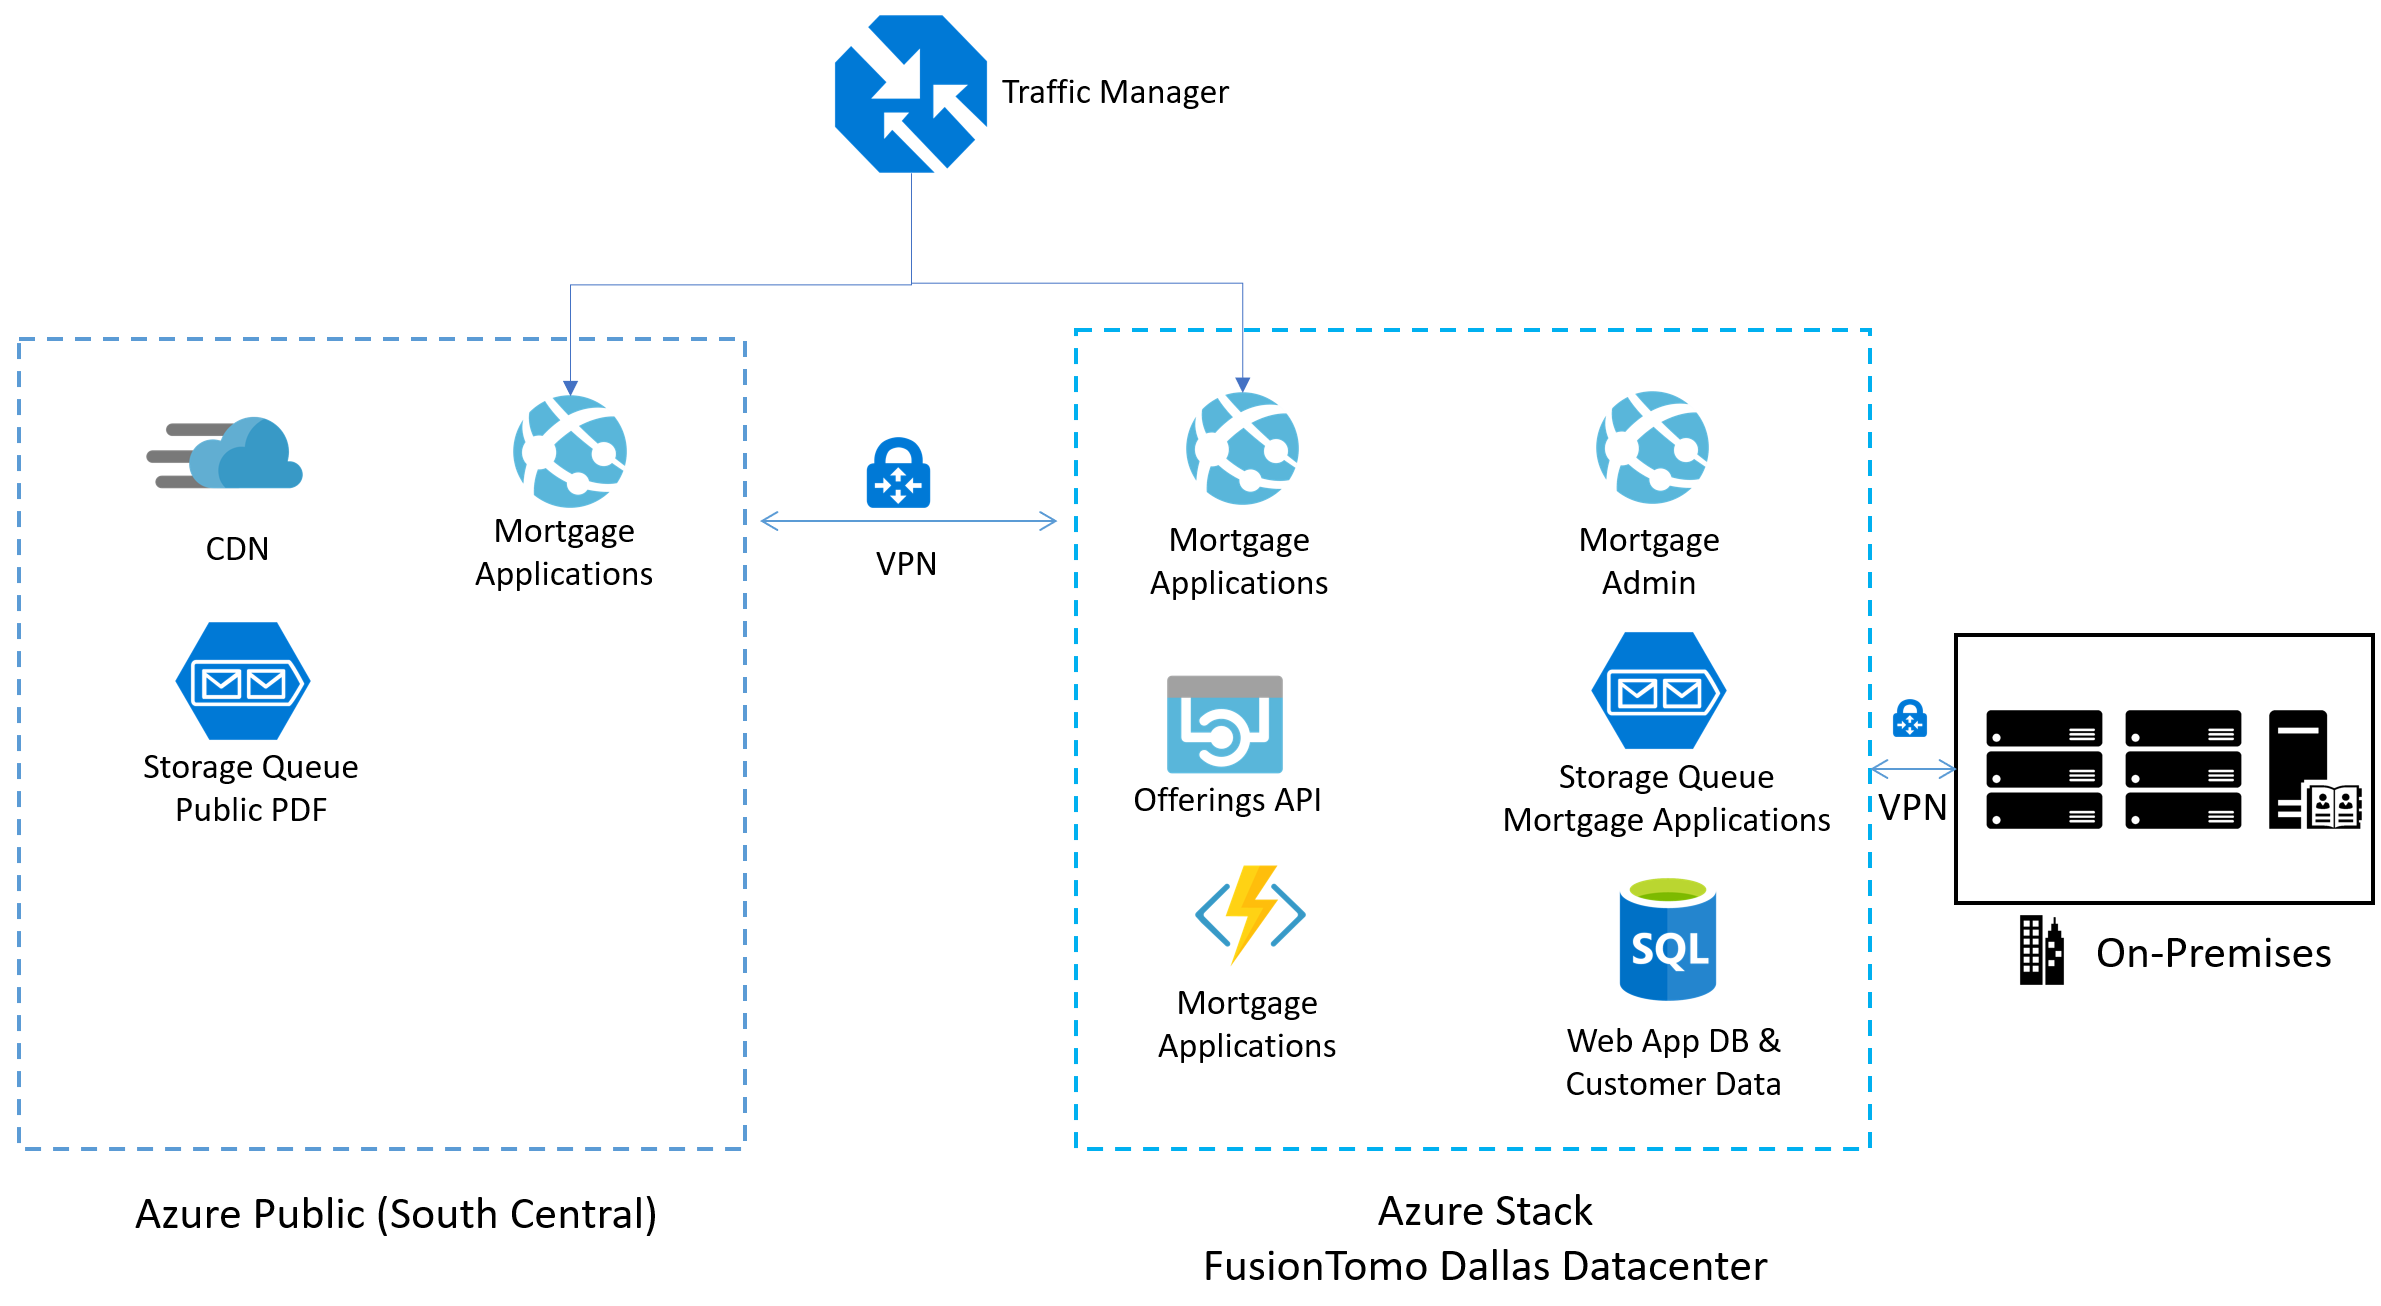 Traffic Manager
CDN
Mortgage
Applications
Storage Queue
Public PDF
VPN
Mortgage
Applications
Mortgage
Admin
Offerings API
Storage Queue
Mortgage Applications
Mortgage
Applications
SQL
Web App DB &
Customer Data
VPN
On-Premises
Azure Public (South Central)
Azure Stack
FusionTomo Dallas Datacenter